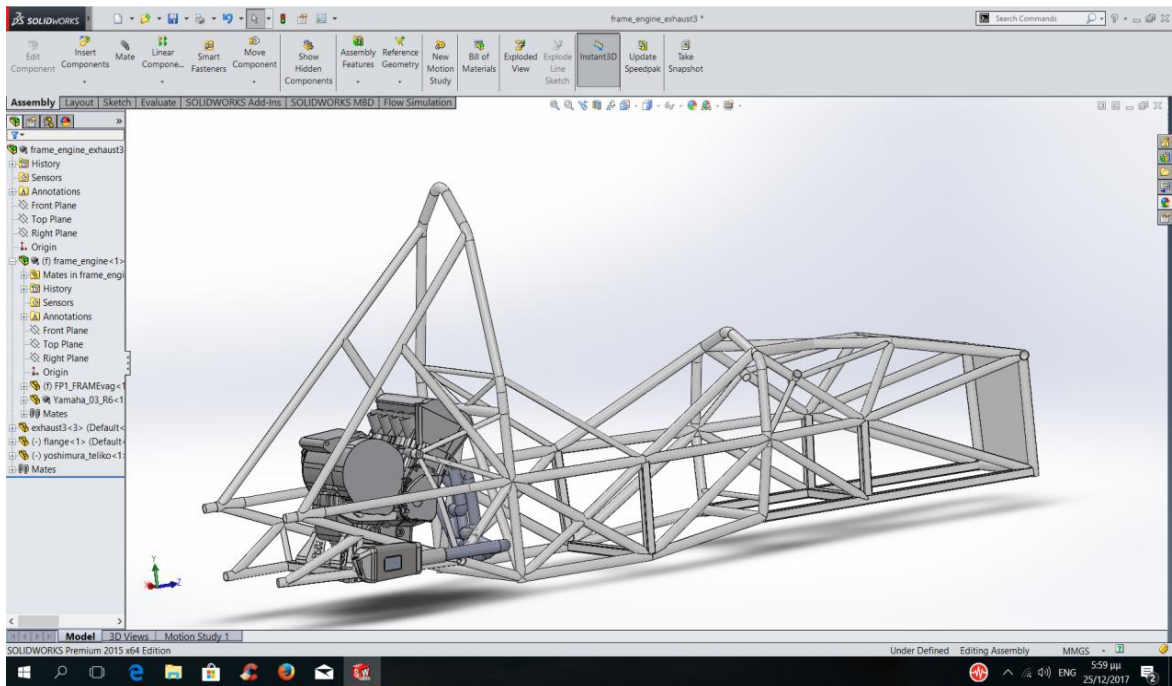 SOLIDWORKS
frame_engine_exhaust3 *
Search Commands
Edit Component
Insert Components
Mate
Linear Compone...
Smart Fasteners
Move Component
Show Hidden Components
Assembly Features
Reference Geometry
New Motion Study
Bill of Materials
Exploded View
Explode Line Sketch
Instant3D
Update Speedpak
Take Snapshot
Assembly Layout Sketch Evaluate SOLIDWORKS Add-Ins SOLIDWORKS MBD Flow Simulation
frame_engine_exhaust3
History
Sensors
Annotations
Front Plane
Top Plane
Right Plane
Origin
(f) frame_engine<1>
Mates in frame_engi
History
Sensors
Annotations
Front Plane
Top Plane
Right Plane
Origin
(f) FP1_FRAMEvag<1
Yamaha_03_R6<1
Mates
exhaust3<3> (Default<
(-) flange<1> (Default<
(-) yoshimura_teliko<1>
Mates
Y
Z
Model 3D Views Motion Study 1
SOLIDWORKS Premium 2015 x64 Edition
Under Defined Editing Assembly MMGS
ENG
5:59 μμ
25/12/2017